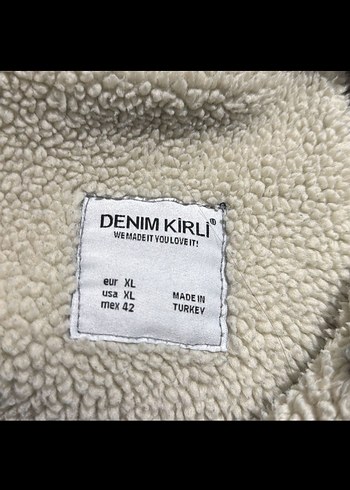 DENIM KİRLİ®
WE MADE IT YOU LOVE IT!
eur XL
usa XL
mex 42
MADE IN
TURKEY